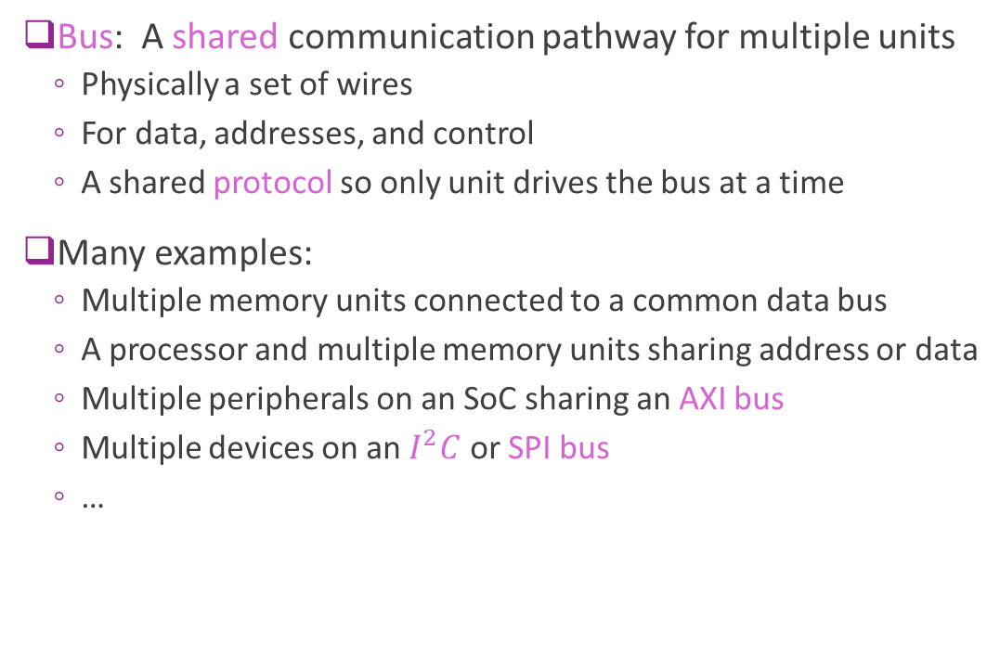 ❑Bus: A shared communication pathway for multiple units
◦ Physically a set of wires
◦ For data, addresses, and control
◦ A shared protocol so only unit drives the bus at a time
❑Many examples:
◦ Multiple memory units connected to a common data bus
◦ A processor and multiple memory units sharing address or data
◦ Multiple peripherals on an SoC sharing an AXI bus
◦ Multiple devices on an I²C or SPI bus
◦ …